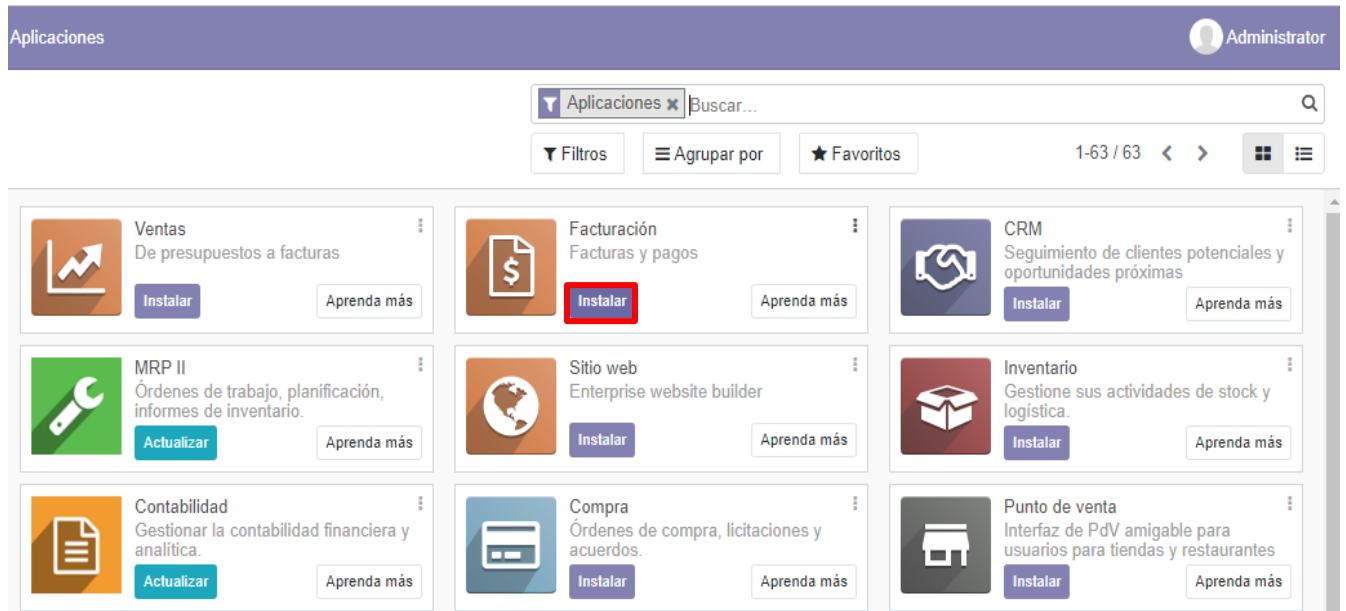 Aplicaciones
Administrator
Aplicaciones
Buscar...
Filtros
Agrupar por
Favoritos
1-63 / 63
Ventas
De presupuestos a facturas
Instalar
Aprenda más
Facturación
Facturas y pagos
Instalar
Aprenda más
CRM
Seguimiento de clientes potenciales y
oportunidades próximas
Instalar
Aprenda más
MRP II
Órdenes de trabajo, planificación,
informes de inventario.
Actualizar
Aprenda más
Sitio web
Enterprise website builder
Instalar
Aprenda más
Inventario
Gestione sus actividades de stock y
logística.
Instalar
Aprenda más
Contabilidad
Gestionar la contabilidad financiera y
analítica.
Actualizar
Aprenda más
Compra
Órdenes de compra, licitaciones y
acuerdos.
Instalar
Aprenda más
Punto de venta
Interfaz de PdV amigable para
usuarios para tiendas y restaurantes
Instalar
Aprenda más